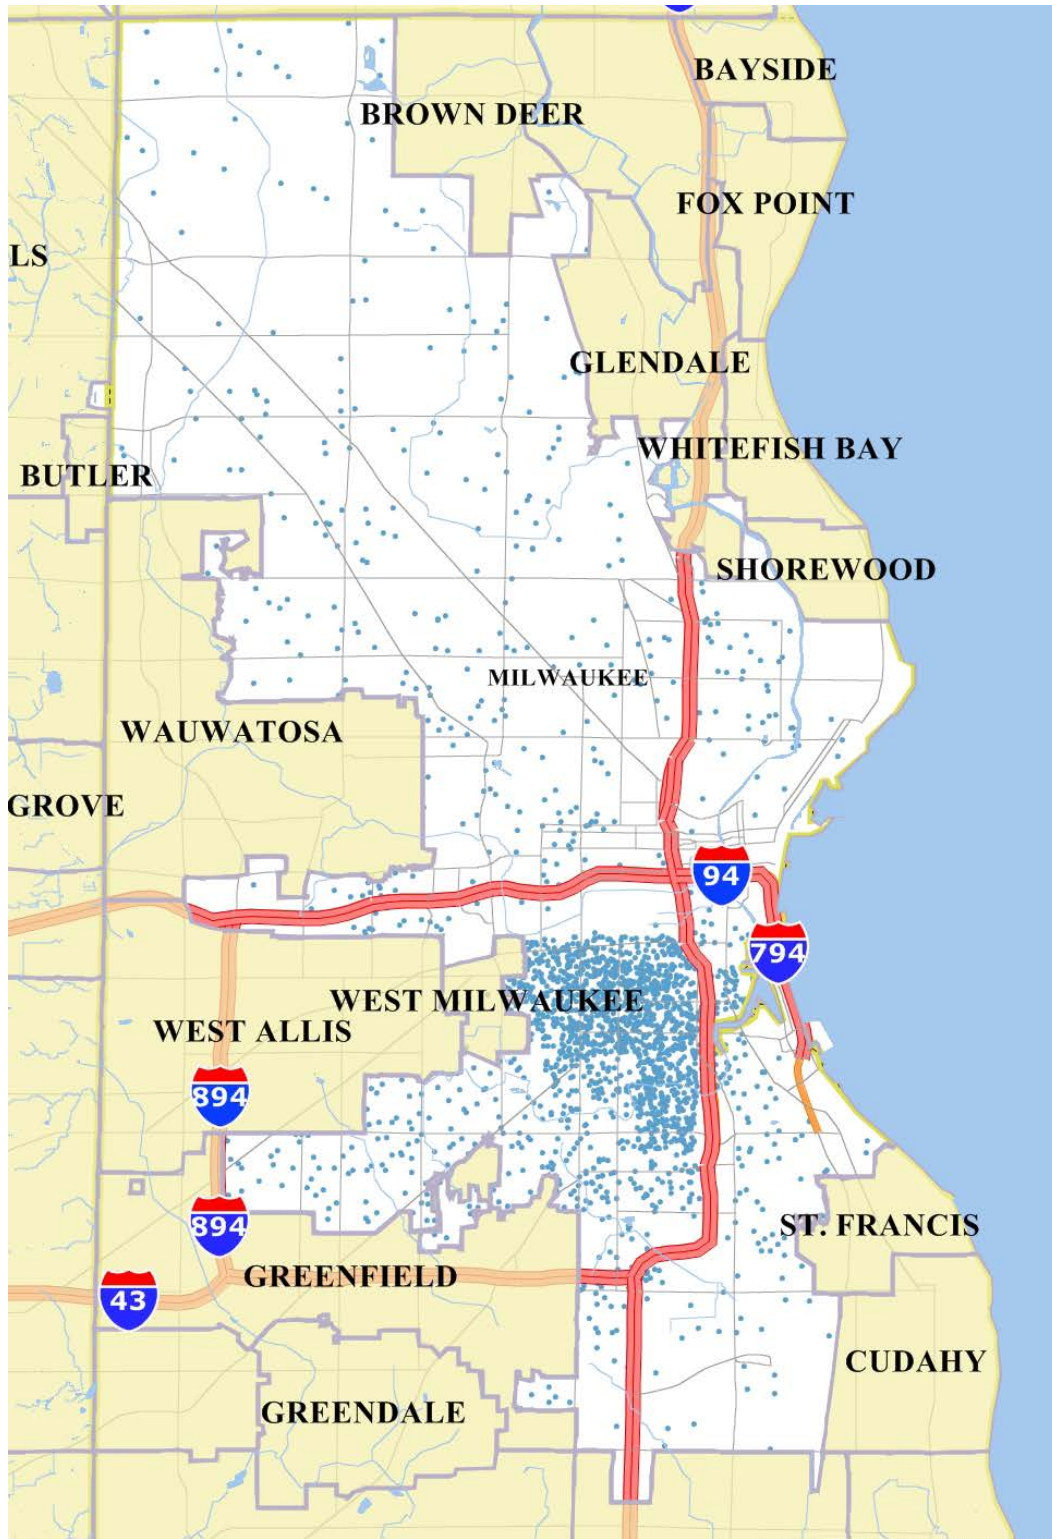 BAYSIDE
BROWN DEER
FOX POINT
LS
GLENDALE
WHITEFISH BAY
BUTLER
SHOREWOOD
MILWAUKEE
WAUWATOSA
GROVE
94
794
WEST MILWAUKEE
WEST ALLIS
894
894
ST. FRANCIS
GREENFIELD
43
CUDAHY
GREENDALE